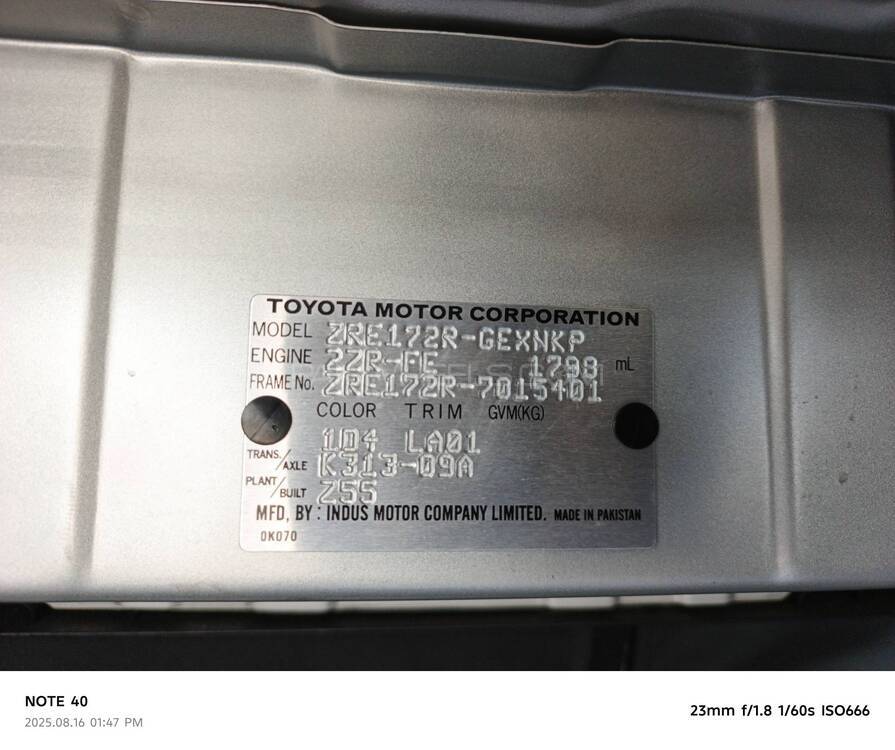 TOYOTA MOTOR CORPORATION
MODEL ZRE172R-GEXNKP
ENGINE 2ZR-FE 1798 mL
FRAME No. ZRE172R-7015401
COLOR TRIM GVM(KG)
1D4 LA01
TRANS./AXLE K313-09A
PLANT/BUILT Z55
MFD, BY : INDUS MOTOR COMPANY LIMITED. MADE IN PAKISTAN
0K070
NOTE 40
2025.08.16 01:47 PM
23mm f/1.8 1/60s ISO666